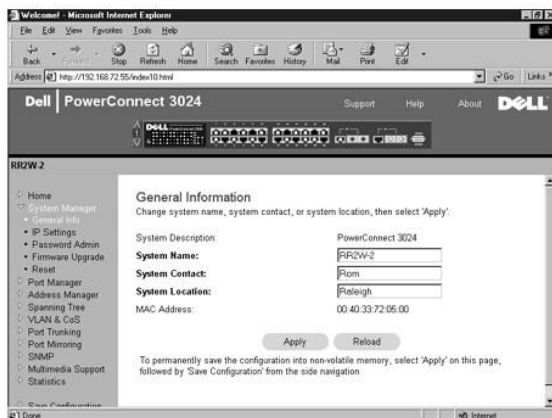 Welcome! - Microsoft Internet Explorer
File Edit View Favorites Tools Help
Back Forward Stop Refresh Home Search Favorites History Mail Print Edit
Address http://192.168.72.55/index10.html Go Links »
Dell | PowerConnect 3024 Support Help About DELL
DELL
RR2W-2
Home
System Manager
General Info
IP Settings
Password Admin
Firmware Upgrade
Reset
Port Manager
Address Manager
Spanning Tree
VLAN & CoS
Port Trunking
Port Mirroring
SNMP
Multimedia Support
Statistics
Save Configuration
General Information
Change system name, system contact, or system location, then select 'Apply'.
System Description: PowerConnect 3024
System Name: RR2W-2
System Contact: Rom
System Location: Raleigh
MAC Address: 00:40:33:72:05:00
Apply Reload
To permanently save the configuration into non-volatile memory, select 'Apply' on this page,
followed by 'Save Configuration' from the side navigation
Done Internet